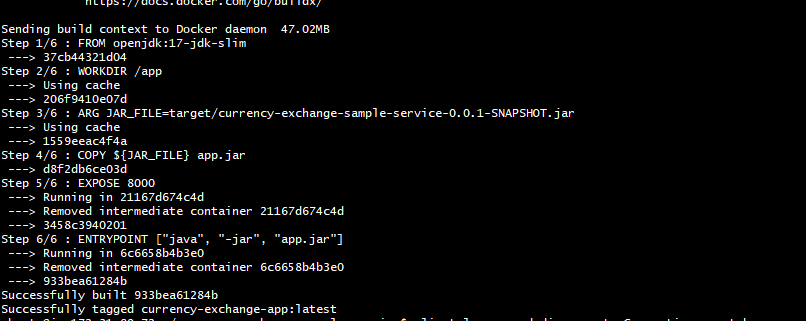 https://docs.docker.com/go/buildx/
Sending build context to Docker daemon  47.02MB
Step 1/6 : FROM openjdk:17-jdk-slim
 ---> 37cb44321d04
Step 2/6 : WORKDIR /app
 ---> Using cache
 ---> 206f9410e07d
Step 3/6 : ARG JAR_FILE=target/currency-exchange-sample-service-0.0.1-SNAPSHOT.jar
 ---> Using cache
 ---> 1559eeac4f4a
Step 4/6 : COPY ${JAR_FILE} app.jar
 ---> d8f2db6ce03d
Step 5/6 : EXPOSE 8000
 ---> Running in 21167d674c4d
 ---> Removed intermediate container 21167d674c4d
 ---> 3458c3940201
Step 6/6 : ENTRYPOINT ["java", "-jar", "app.jar"]
 ---> Running in 6c6658b4b3e0
 ---> Removed intermediate container 6c6658b4b3e0
 ---> 933bea61284b
Successfully built 933bea61284b
Successfully tagged currency-exchange-app:latest